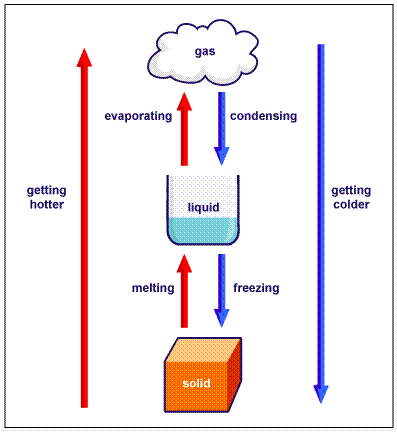 gas
evaporating condensing
getting
hotter
liquid
getting
colder
melting freezing
solid